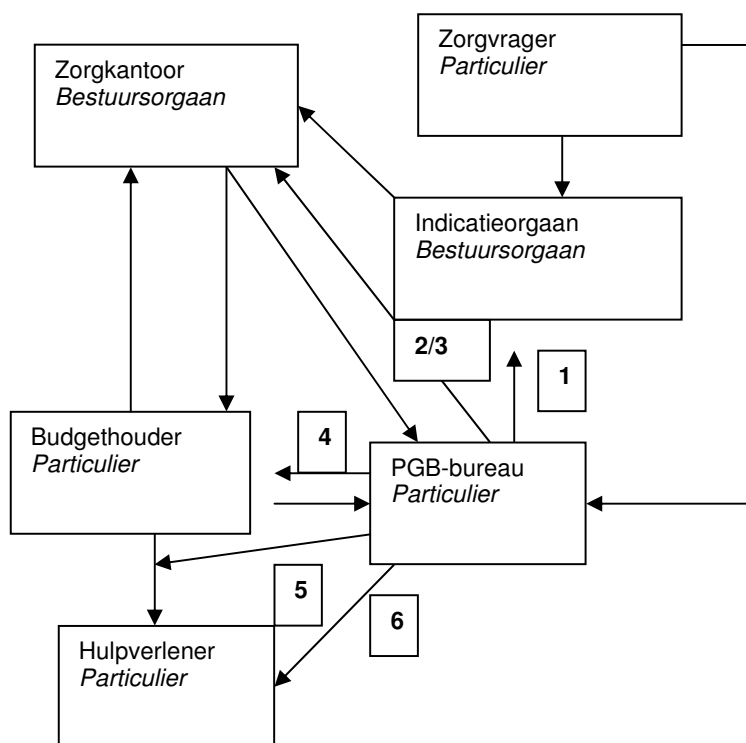 Zorgvrager
Particulier
Zorgkantoor
Bestuursorgaan
Indicatieorgaan
Bestuursorgaan
2/3
1
Budgethouder
Particulier
4
PGB-bureau
Particulier
5
6
Hulpverlener
Particulier